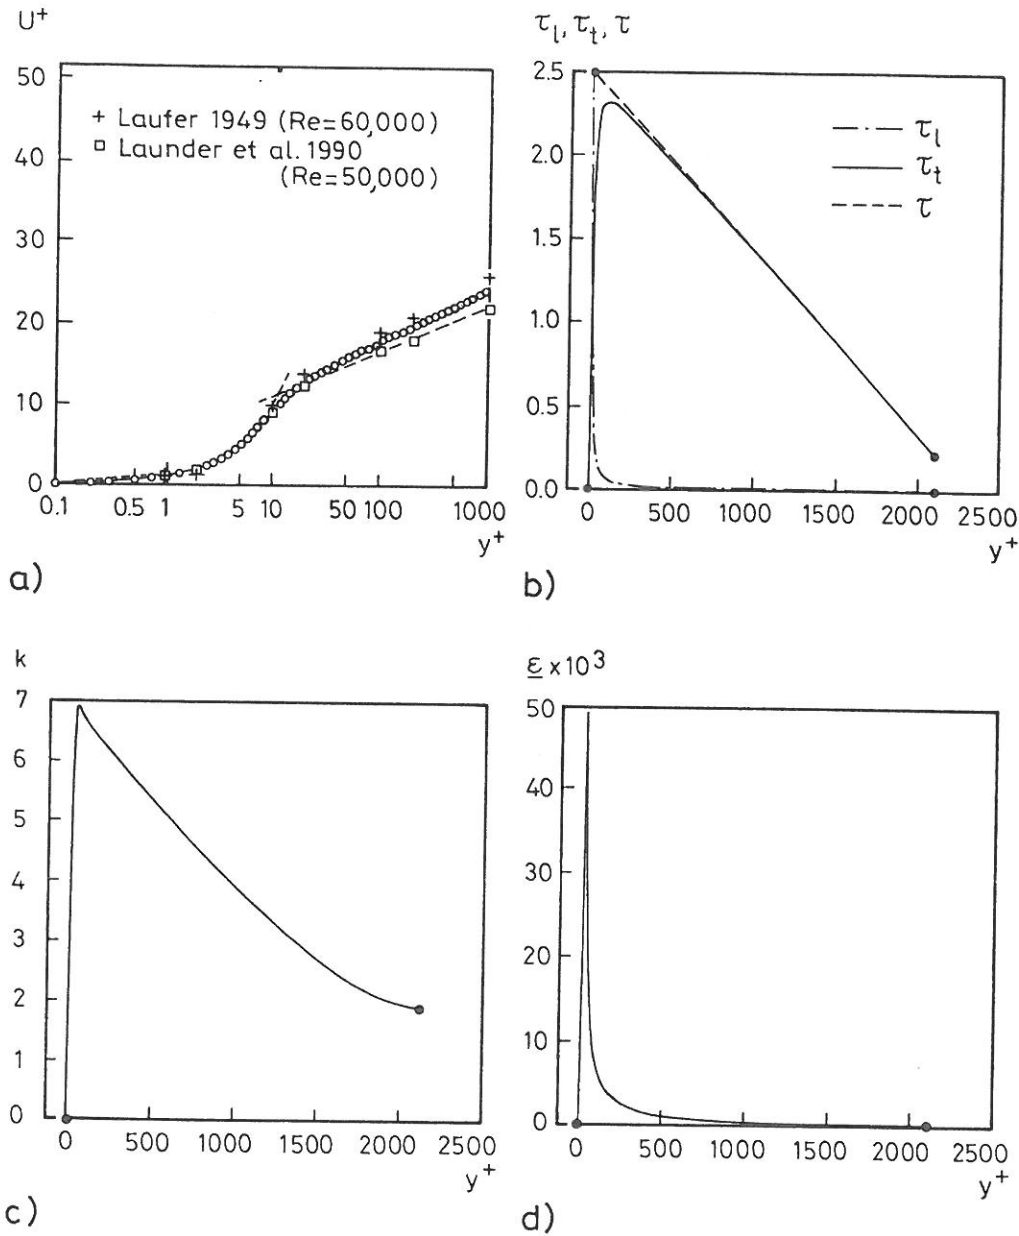 U+
50
40
30
20
10
0
+ Laufer 1949 (Re=60,000)
□ Launder et al. 1990
(Re=50,000)
0.1 0.5 1 5 10 50 100 1000
y+
a)
τl, τt, τ
2.5
2.0
1.5
1.0
0.5
0.0
τl
τt
τ
0 500 1000 1500 2000 2500
y+
b)
k
7
6
5
4
3
2
1
0
0 500 1000 1500 2000 2500
y+
c)
ε x10³
50
40
30
20
10
0
0 500 1000 1500 2000 2500
y+
d)